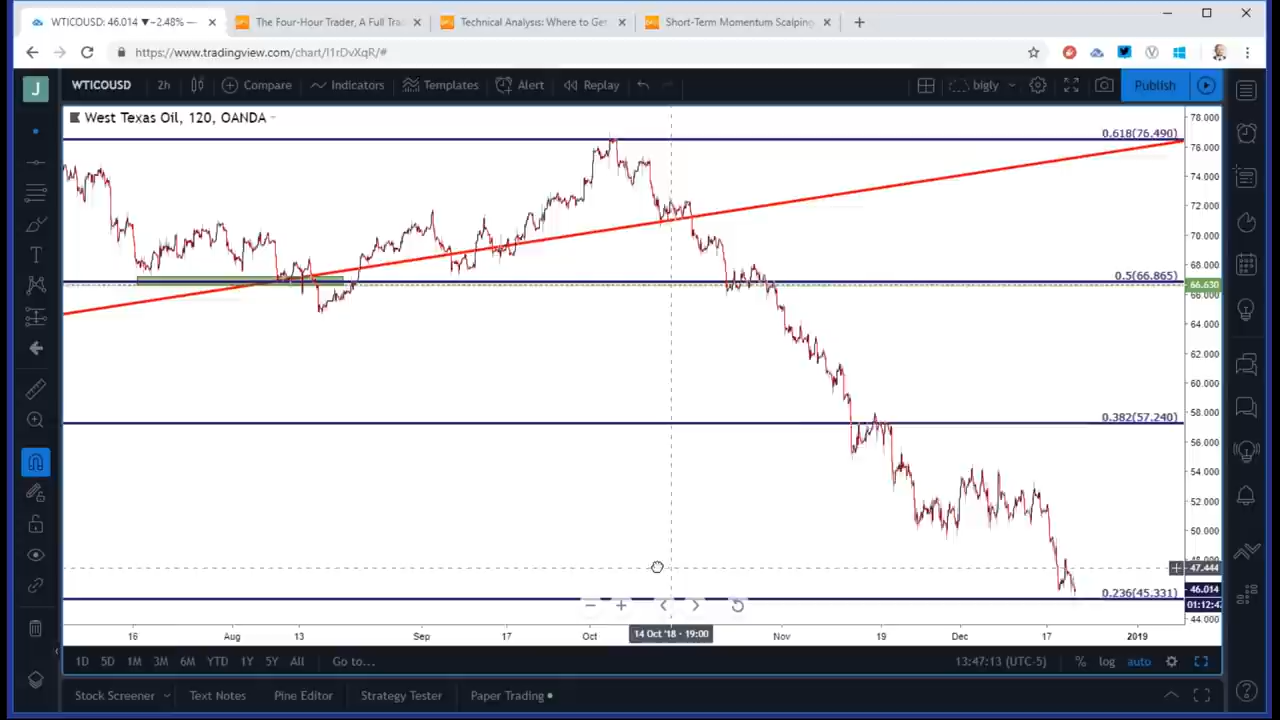 WTICOUSD: 46.014 ▼−2.48% —
The Four-Hour Trader, A Full Tra
Technical Analysis: Where to Get
Short-Term Momentum Scalping
https://www.tradingview.com/chart/l1rDvXqR/#
J
WTICOUSD 2h Compare Indicators Templates Alert Replay bigly Publish
West Texas Oil, 120, OANDA
78.000
0.618(76.490)
76.000
74.000
72.000
70.000
68.000
0.5(66.865)
66.630
66.000
64.000
62.000
60.000
58.000
0.382(57.240)
56.000
54.000
52.000
50.000
48.000
47.444
46.014
0.236(45.331)
01:12:4
44.000
16 Aug 13 Sep 17 Oct 14 Oct '18 - 19:00 Nov 19 Dec 17 2019
1D 5D 1M 3M 6M YTD 1Y 5Y All Go to... 13:47:13 (UTC-5) % log auto
Stock Screener Text Notes Pine Editor Strategy Tester Paper Trading